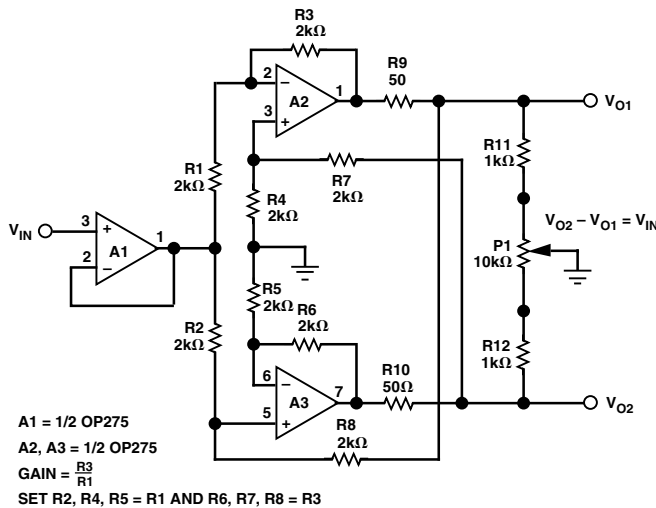 R3
2kΩ
2
−
1
A2
3
+
R9
50
V_O1
R1
2kΩ
R7
2kΩ
R4
2kΩ
R11
1kΩ
V_IN
3
+
1
A1
2
−
V_O2 – V_O1 = V_IN
P1
10kΩ
R5
2kΩ
R2
2kΩ
R6
2kΩ
R12
1kΩ
6
−
7
A3
5
+
R10
50Ω
V_O2
R8
2kΩ
A1 = 1/2 OP275
A2, A3 = 1/2 OP275
GAIN = R3/R1
SET R2, R4, R5 = R1 AND R6, R7, R8 = R3